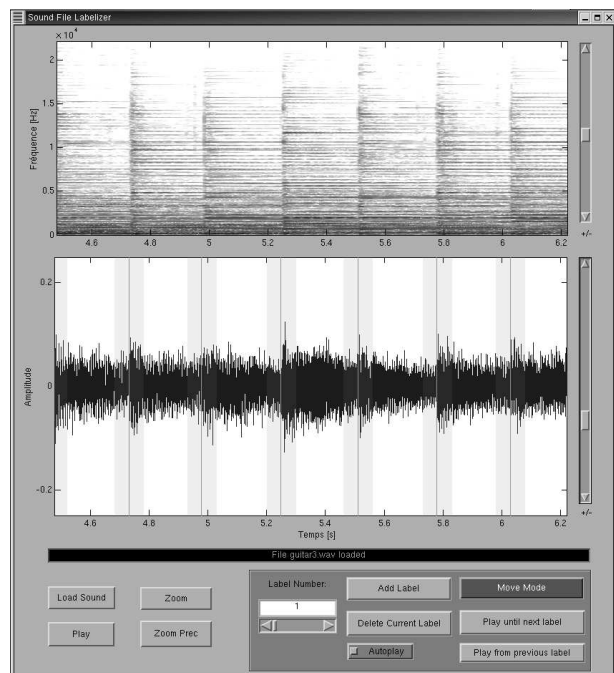 Sound File Labelizer
× 10⁴
2
1.5
1
0.5
0
Fréquence [Hz]
4.6 4.8 5 5.2 5.4 5.6 5.8 6 6.2
+/-
0.2
0
-0.2
Amplitude
4.6 4.8 5 5.2 5.4 5.6 5.8 6 6.2
Temps [s]
+/-
File guitar3.wav loaded
Load Sound
Zoom
Play
Zoom Prec
Label Number:
1
Add Label
Move Mode
Delete Current Label
Play until next label
Autoplay
Play from previous label